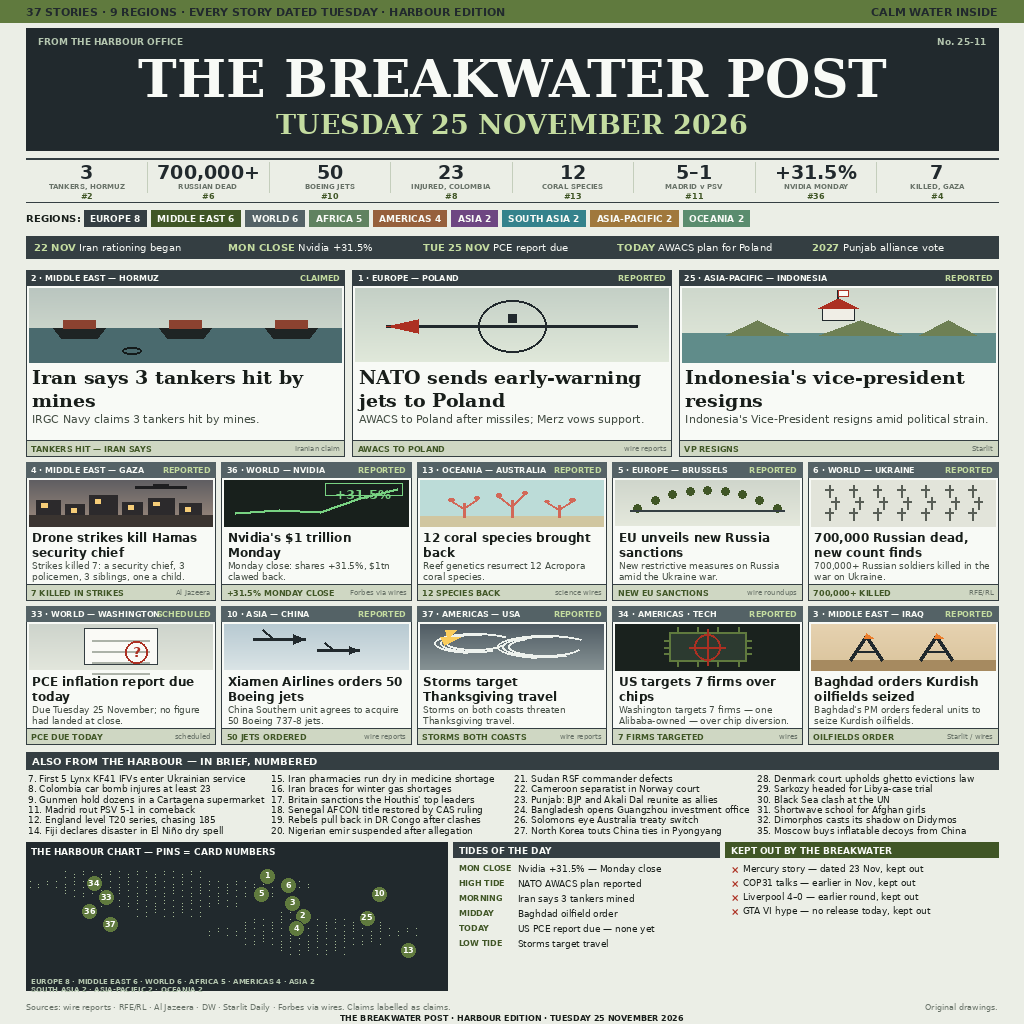 37 STORIES · 9 REGIONS · EVERY STORY DATED TUESDAY · HARBOUR EDITION
CALM WATER INSIDE
FROM THE HARBOUR OFFICE
No. 25-11
THE BREAKWATER POST
TUESDAY 25 NOVEMBER 2026
3
TANKERS, HORMUZ
#2
700,000+
RUSSIAN DEAD
#6
50
BOEING JETS
#10
23
INJURED, COLOMBIA
#8
12
CORAL SPECIES
#13
5–1
MADRID v PSV
#11
+31.5%
NVIDIA MONDAY
#36
7
KILLED, GAZA
#4
REGIONS: EUROPE 8 MIDDLE EAST 6 WORLD 6 AFRICA 5 AMERICAS 4 ASIA 2 SOUTH ASIA 2 ASIA-PACIFIC 2 OCEANIA 2
22 NOV Iran rationing began
MON CLOSE Nvidia +31.5%
TUE 25 NOV PCE report due
TODAY AWACS plan for Poland
2027 Punjab alliance vote
2 · MIDDLE EAST — HORMUZ
CLAIMED
Iran says 3 tankers hit by
mines
IRGC Navy claims 3 tankers hit by mines.
TANKERS HIT — IRAN SAYS
Iranian claim
1 · EUROPE — POLAND
REPORTED
NATO sends early-warning
jets to Poland
AWACS to Poland after missiles; Merz vows support.
AWACS TO POLAND
wire reports
25 · ASIA-PACIFIC — INDONESIA
REPORTED
Indonesia's vice-president
resigns
Indonesia's Vice-President resigns amid political strain.
VP RESIGNS
Starlit
4 · MIDDLE EAST — GAZA
REPORTED
Drone strikes kill Hamas
security chief
Strikes killed 7: a security chief, 3
policemen, 3 siblings, one a child.
7 KILLED IN STRIKES
Al Jazeera
36 · WORLD — NVIDIA
REPORTED
+31.5%
Nvidia's $1 trillion
Monday
Monday close: shares +31.5%, $1tn
clawed back.
+31.5% MONDAY CLOSE
Forbes via wires
13 · OCEANIA — AUSTRALIA
REPORTED
12 coral species brought
back
Reef genetics resurrect 12 Acropora
coral species.
12 SPECIES BACK
science wires
5 · EUROPE — BRUSSELS
REPORTED
EU unveils new Russia
sanctions
New restrictive measures on Russia
amid the Ukraine war.
NEW EU SANCTIONS
wire roundups
6 · WORLD — UKRAINE
REPORTED
700,000 Russian dead,
new count finds
700,000+ Russian soldiers killed in the
war on Ukraine.
700,000+ KILLED
RFE/RL
33 · WORLD — WASHINGTON
SCHEDULED
?
PCE inflation report due
today
Due Tuesday 25 November; no figure
had landed at close.
PCE DUE TODAY
scheduled
10 · ASIA — CHINA
REPORTED
Xiamen Airlines orders 50
Boeing jets
China Southern unit agrees to acquire
50 Boeing 737-8 jets.
50 JETS ORDERED
wire reports
37 · AMERICAS — USA
REPORTED
Storms target
Thanksgiving travel
Storms on both coasts threaten
Thanksgiving travel.
STORMS BOTH COASTS
wire reports
34 · AMERICAS · TECH
REPORTED
US targets 7 firms over
chips
Washington targets 7 firms — one
Alibaba-owned — over chip diversion.
7 FIRMS TARGETED
wires
3 · MIDDLE EAST — IRAQ
REPORTED
Baghdad orders Kurdish
oilfields seized
Baghdad's PM orders federal units to
seize Kurdish oilfields.
OILFIELDS ORDER
Starlit / wires
ALSO FROM THE HARBOUR — IN BRIEF, NUMBERED
7. First 5 Lynx KF41 IFVs enter Ukrainian service
8. Colombia car bomb injures at least 23
9. Gunmen hold dozens in a Cartagena supermarket
11. Madrid rout PSV 5-1 in comeback
12. England level T20 series, chasing 185
14. Fiji declares disaster in El Niño dry spell
15. Iran pharmacies run dry in medicine shortage
16. Iran braces for winter gas shortages
17. Britain sanctions the Houthis' top leaders
18. Senegal AFCON title restored by CAS ruling
19. Rebels pull back in DR Congo after clashes
20. Nigerian emir suspended after allegation
21. Sudan RSF commander defects
22. Cameroon separatist in Norway court
23. Punjab: BJP and Akali Dal reunite as allies
24. Bangladesh opens Guangzhou investment office
26. Solomons eye Australia treaty switch
27. North Korea touts China ties in Pyongyang
28. Denmark court upholds ghetto evictions law
29. Sarkozy headed for Libya-case trial
30. Black Sea clash at the UN
31. Shortwave school for Afghan girls
32. Dimorphos casts its shadow on Didymos
35. Moscow buys inflatable decoys from China
THE HARBOUR CHART — PINS = CARD NUMBERS
34
33
36
37
1
6
5
3
2
4
10
25
13
EUROPE 8 · MIDDLE EAST 6 · WORLD 6 · AFRICA 5 · AMERICAS 4 · ASIA 2
SOUTH ASIA 2 · ASIA-PACIFIC 2 · OCEANIA 2
TIDES OF THE DAY
MON CLOSE Nvidia +31.5% — Monday close
HIGH TIDE NATO AWACS plan reported
MORNING Iran says 3 tankers mined
MIDDAY Baghdad oilfield order
TODAY US PCE report due — none yet
LOW TIDE Storms target travel
KEPT OUT BY THE BREAKWATER
× Mercury story — dated 23 Nov, kept out
× COP31 talks — earlier in Nov, kept out
× Liverpool 4–0 — earlier round, kept out
× GTA VI hype — no release today, kept out
Sources: wire reports · RFE/RL · Al Jazeera · DW · Starlit Daily · Forbes via wires. Claims labelled as claims.
Original drawings.
THE BREAKWATER POST · HARBOUR EDITION · TUESDAY 25 NOVEMBER 2026